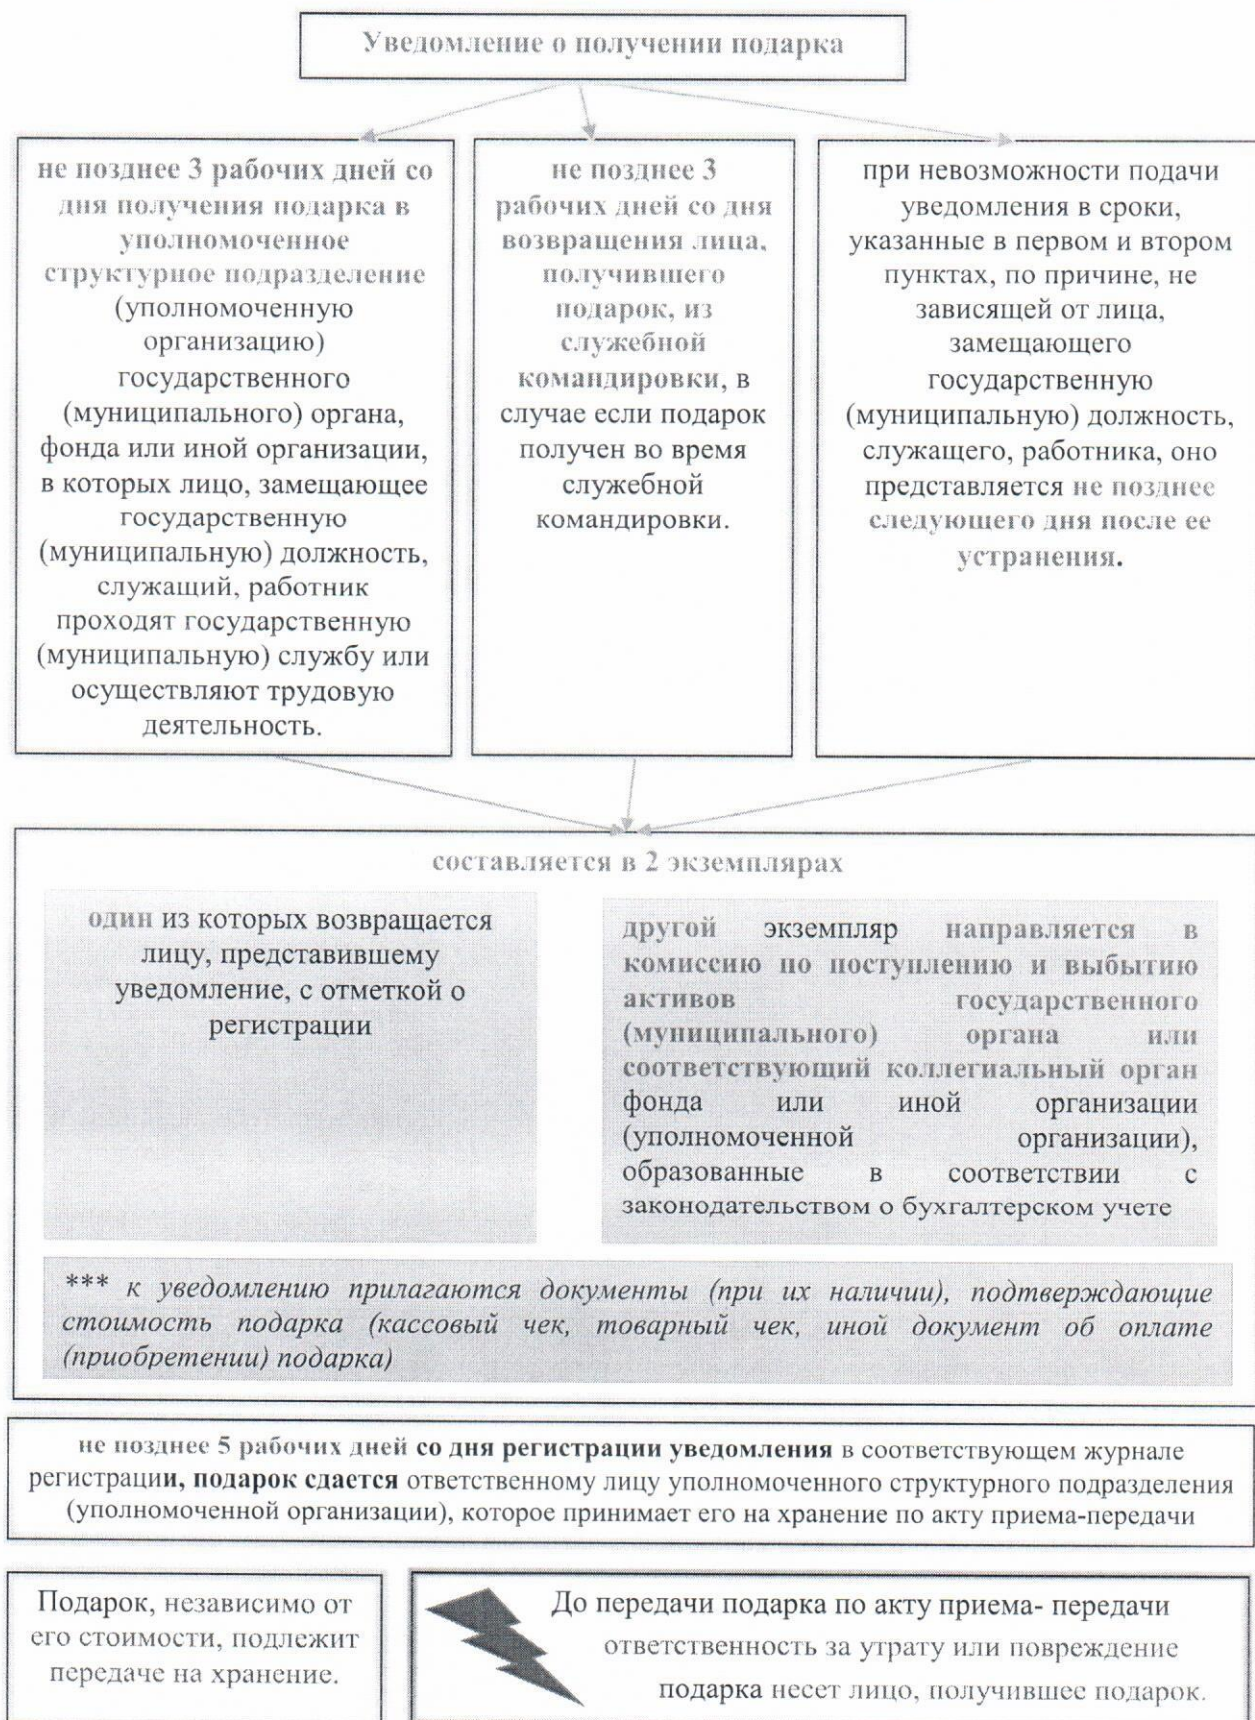 Уведомление о получении подарка
не позднее 3 рабочих дней со
дня получения подарка в
уполномоченное
структурное подразделение
(уполномоченную
организацию)
государственного
(муниципального) органа,
фонда или иной организации,
в которых лицо, замещающее
государственную
(муниципальную) должность,
служащий, работник
проходят государственную
(муниципальную) службу или
осуществляют трудовую
деятельность.
не позднее 3
рабочих дней со дня
возвращения лица,
получившего
подарок, из
служебной
командировки, в
случае если подарок
получен во время
служебной
командировки.
при невозможности подачи
уведомления в сроки,
указанные в первом и втором
пунктах, по причине, не
зависящей от лица,
замещающего
государственную
(муниципальную) должность,
служащего, работника, оно
представляется не позднее
следующего дня после ее
устранения.
составляется в 2 экземплярах
один из которых возвращается
лицу, представившему
уведомление, с отметкой о
регистрации
другой экземпляр направляется в
комиссию по поступлению и выбытию
активов государственного
(муниципального) органа или
соответствующий коллегиальный орган
фонда или иной организации
(уполномоченной организации),
образованные в соответствии с
законодательством о бухгалтерском учете
*** к уведомлению прилагаются документы (при их наличии), подтверждающие
стоимость подарка (кассовый чек, товарный чек, иной документ об оплате
(приобретении) подарка)
не позднее 5 рабочих дней со дня регистрации уведомления в соответствующем журнале
регистрации, подарок сдается ответственному лицу уполномоченного структурного подразделения
(уполномоченной организации), которое принимает его на хранение по акту приема-передачи
Подарок, независимо от
его стоимости, подлежит
передаче на хранение.
До передачи подарка по акту приема- передачи
ответственность за утрату или повреждение
подарка несет лицо, получившее подарок.